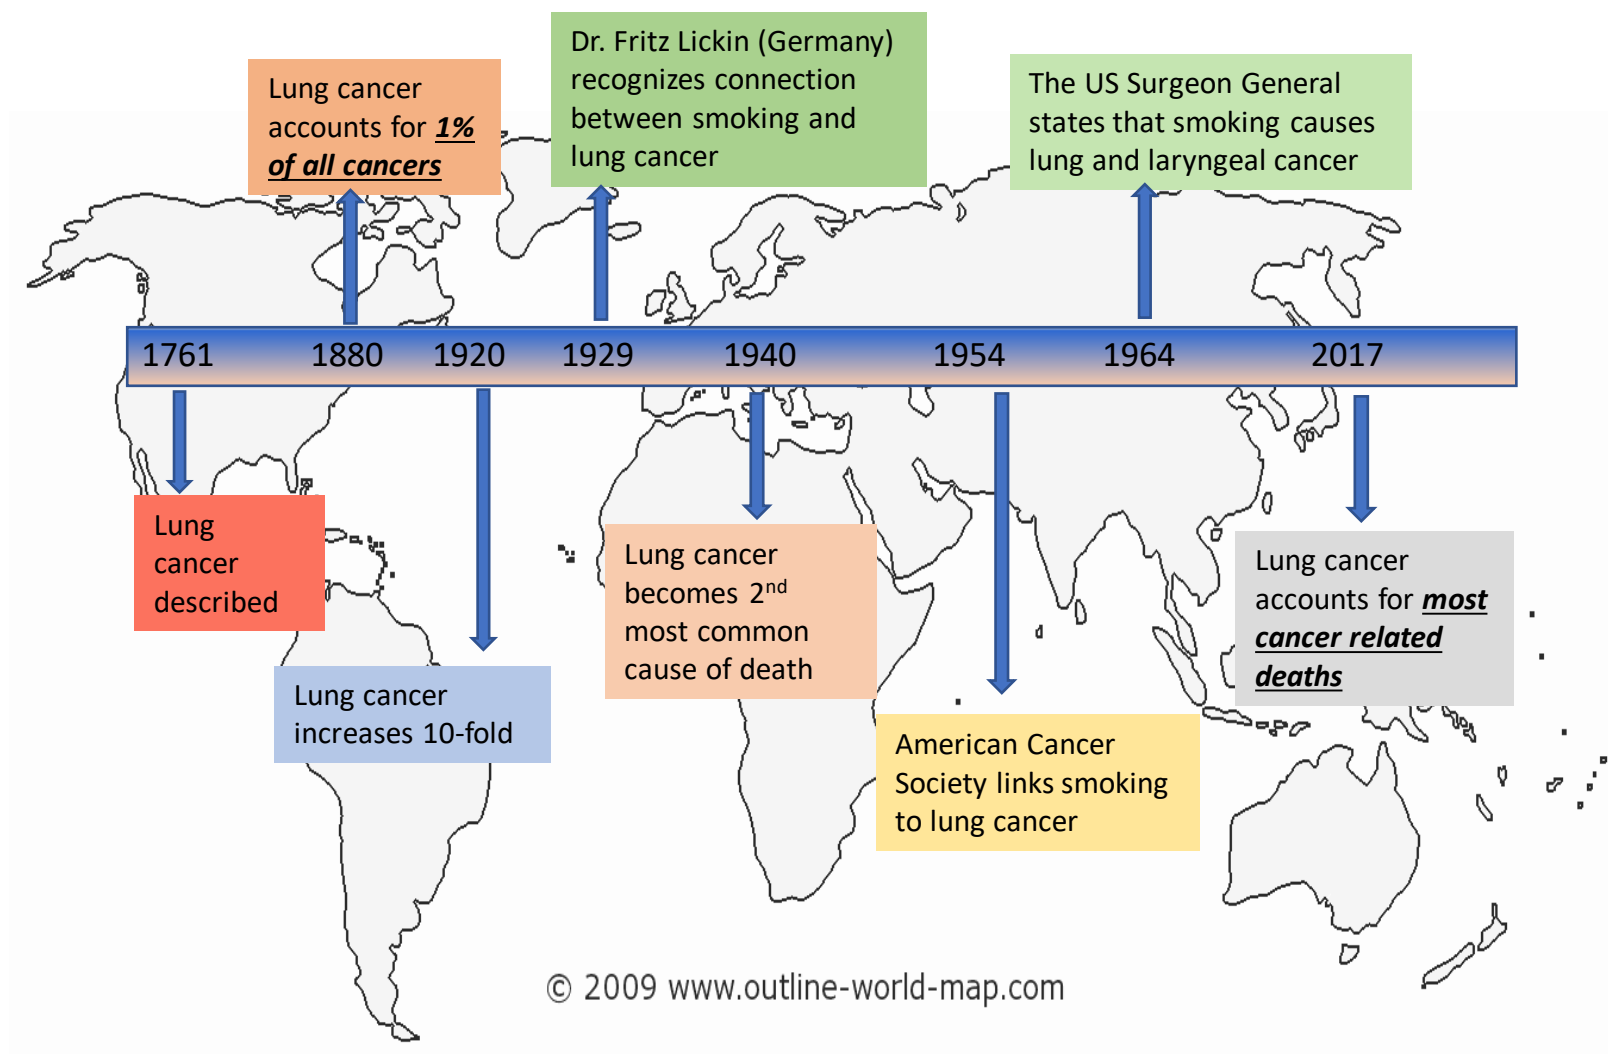 Dr. Fritz Lickin (Germany)
recognizes connection
between smoking and
lung cancer
Lung cancer
accounts for 1%
of all cancers
The US Surgeon General
states that smoking causes
lung and laryngeal cancer
1761 1880 1920 1929 1940 1954 1964 2017
Lung
cancer
described
Lung cancer
increases 10-fold
Lung cancer
becomes 2nd
most common
cause of death
American Cancer
Society links smoking
to lung cancer
Lung cancer
accounts for most
cancer related
deaths
© 2009 www.outline-world-map.com